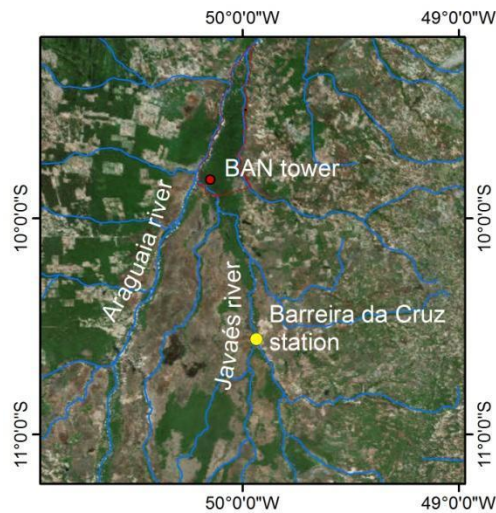 50°0'0"W
49°0'0"W
BAN tower
10°0'0"S
10°0'0"S
Araguaia river
Javaés river
Barreira da Cruz
station
11°0'0"S
11°0'0"S
50°0'0"W
49°0'0"W